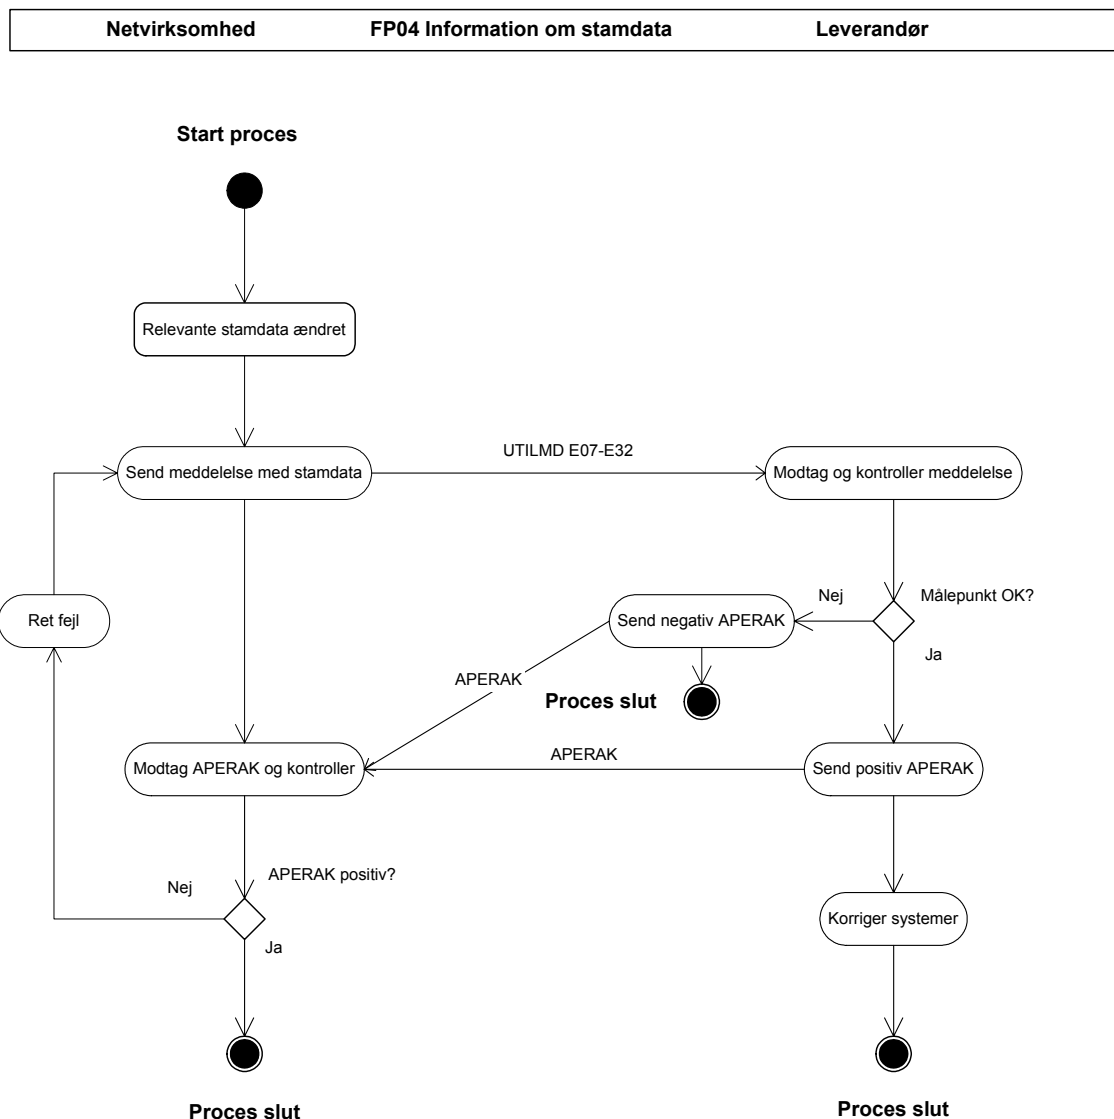 Netvirksomhed FP04 Information om stamdata Leverandør
Start proces
Relevante stamdata ændret
UTILMD E07-E32
Send meddelelse med stamdata
Modtag og kontroller meddelelse
Nej
Målepunkt OK?
Ret fejl
Send negativ APERAK
Ja
APERAK
Proces slut
APERAK
Modtag APERAK og kontroller
Send positiv APERAK
APERAK positiv?
Nej
Korriger systemer
Ja
Proces slut
Proces slut